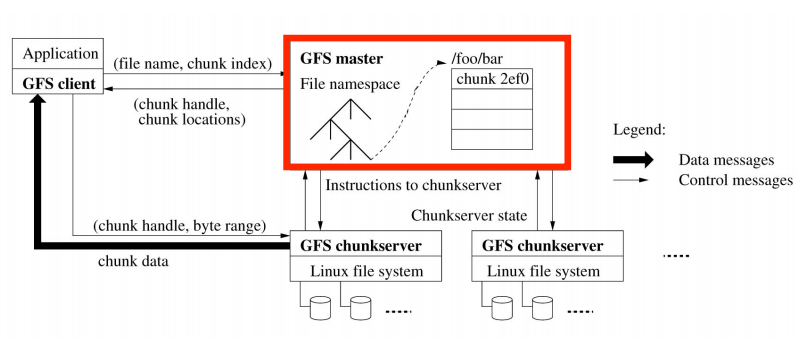 Application
GFS client
(file name, chunk index)
(chunk handle,
chunk locations)
GFS master
File namespace
/foo/bar
chunk 2ef0
Legend:
Data messages
Control messages
Instructions to chunkserver
Chunkserver state
(chunk handle, byte range)
chunk data
GFS chunkserver
Linux file system
GFS chunkserver
Linux file system